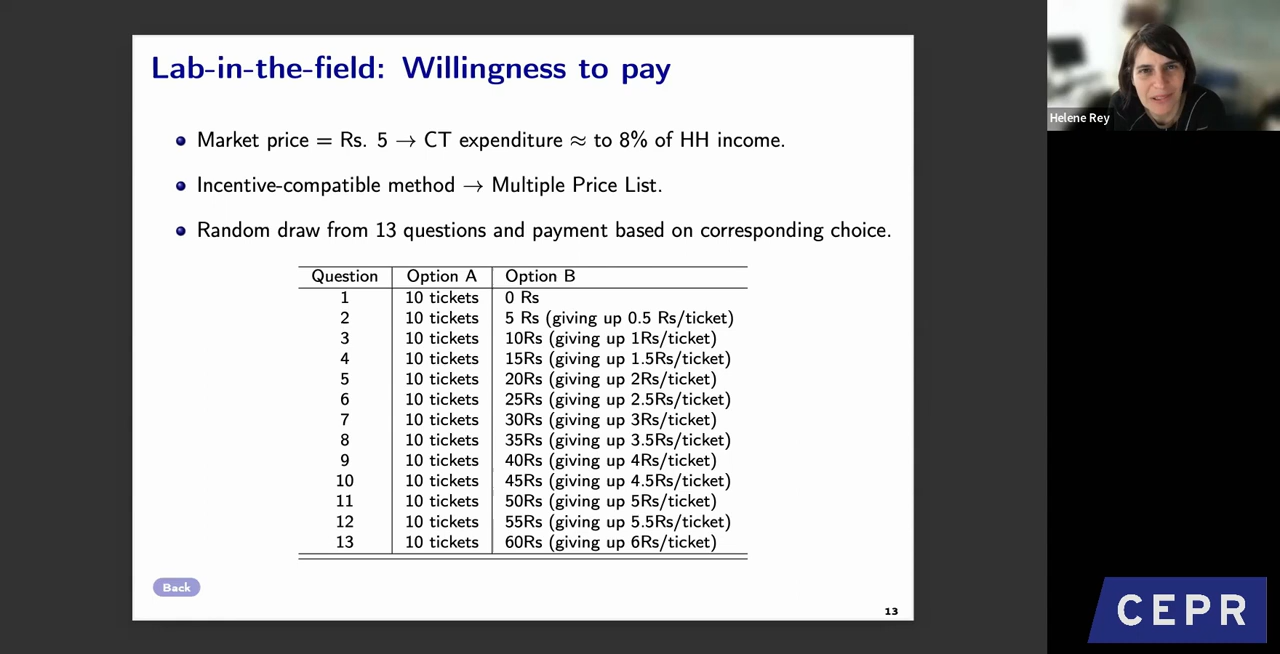 Lab-in-the-field: Willingness to pay
Market price = Rs. 5 → CT expenditure ≈ to 8% of HH income.
Incentive-compatible method → Multiple Price List.
Random draw from 13 questions and payment based on corresponding choice.
Question Option A Option B
1 10 tickets 0 Rs
2 10 tickets 5 Rs (giving up 0.5 Rs/ticket)
3 10 tickets 10Rs (giving up 1Rs/ticket)
4 10 tickets 15Rs (giving up 1.5Rs/ticket)
5 10 tickets 20Rs (giving up 2Rs/ticket)
6 10 tickets 25Rs (giving up 2.5Rs/ticket)
7 10 tickets 30Rs (giving up 3Rs/ticket)
8 10 tickets 35Rs (giving up 3.5Rs/ticket)
9 10 tickets 40Rs (giving up 4Rs/ticket)
10 10 tickets 45Rs (giving up 4.5Rs/ticket)
11 10 tickets 50Rs (giving up 5Rs/ticket)
12 10 tickets 55Rs (giving up 5.5Rs/ticket)
13 10 tickets 60Rs (giving up 6Rs/ticket)
Back
13
Helene Rey
CEPR